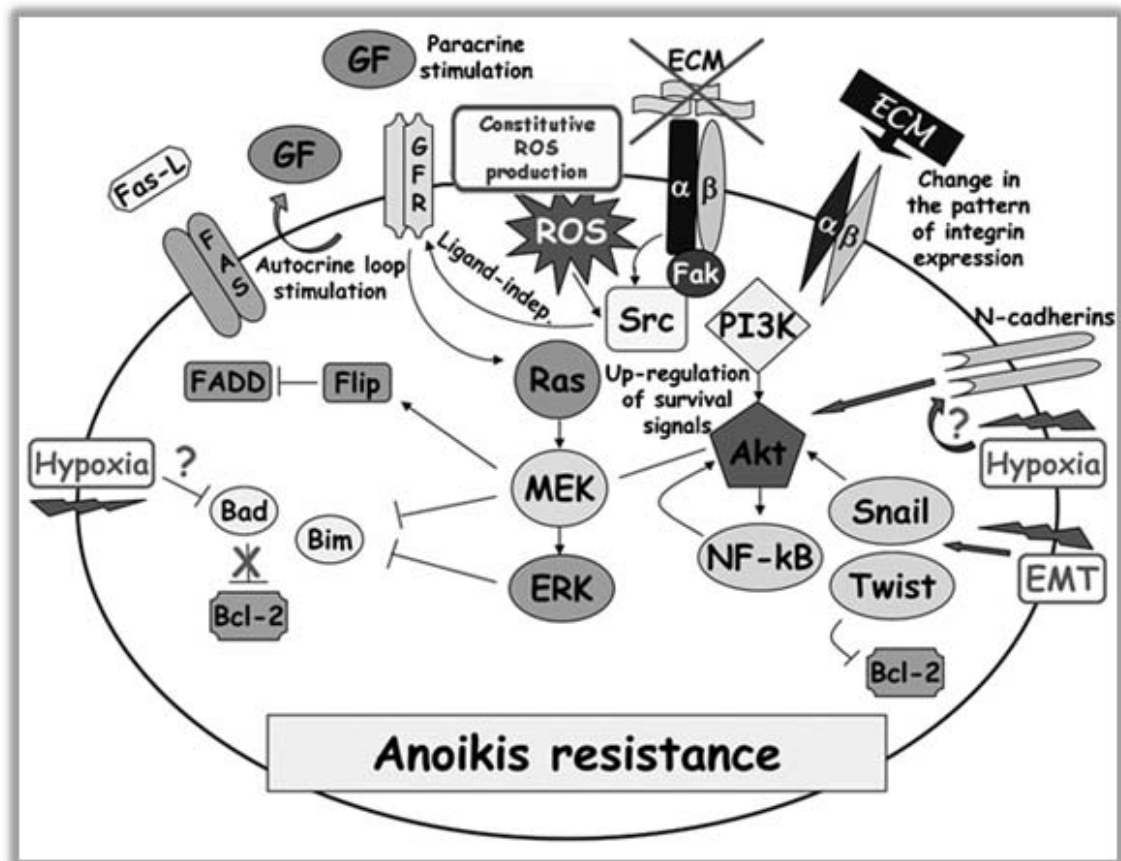 GF
Paracrine
stimulation
ECM
GF
Fas-L
GFR
Constitutive
ROS
production
ECM
α β
α β
Change in
the pattern
of integrin
expression
FAS
ROS
Autocrine loop
stimulation
Ligand-indep.
Fak
Src
PI3K
N-cadherins
FADD
Flip
Ras
Up-regulation
of survival
signals
Akt
?
Hypoxia
Hypoxia
?
MEK
Bad
Bim
Snail
NF-kB
EMT
X
Twist
ERK
Bcl-2
Bcl-2
Anoikis resistance